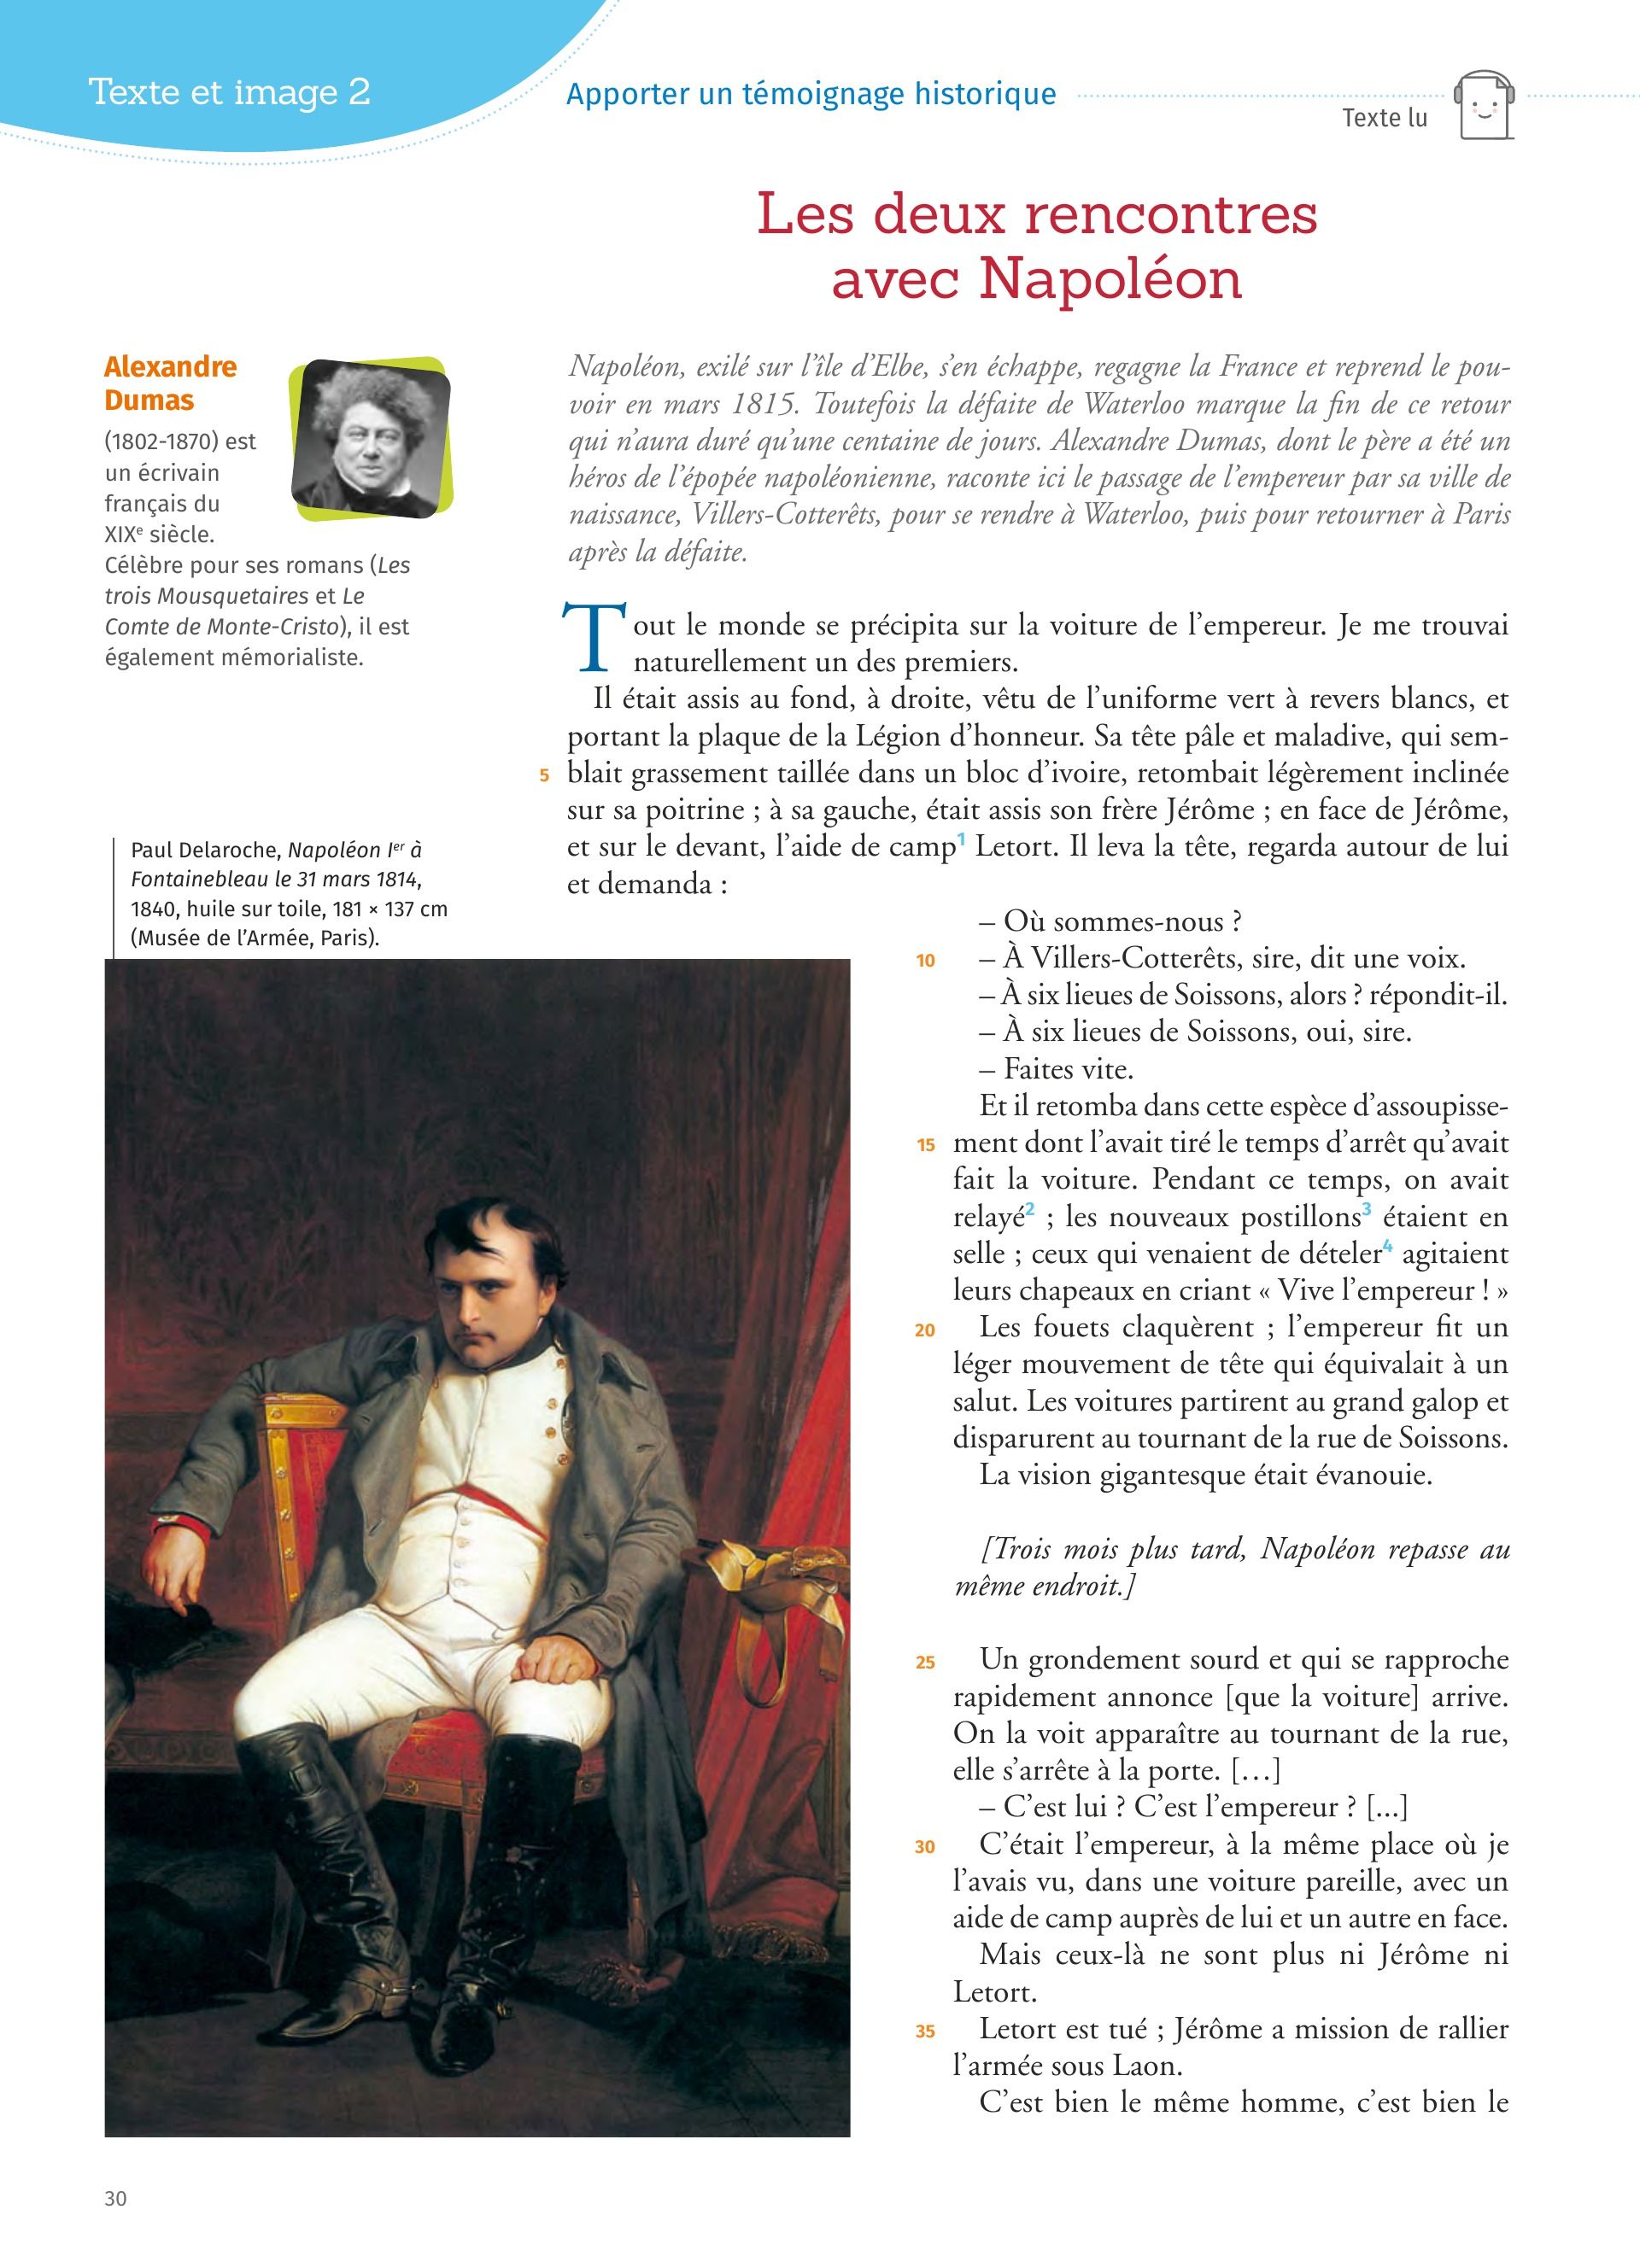 Texte et image 2
Apporter un témoignage historique
Texte lu
Les deux rencontres
avec Napoléon
Alexandre
Dumas
(1802-1870) est
un écrivain
français du
XIXe siècle.
Célèbre pour ses romans (Les
trois Mousquetaires et Le
Comte de Monte-Cristo), il est
également mémorialiste.
Napoléon, exilé sur l’île d’Elbe, s’en échappe, regagne la France et reprend le pou-
voir en mars 1815. Toutefois la défaite de Waterloo marque la fin de ce retour
qui n’aura duré qu’une centaine de jours. Alexandre Dumas, dont le père a été un
héros de l’épopée napoléonienne, raconte ici le passage de l’empereur par sa ville de
naissance, Villers-Cotterêts, pour se rendre à Waterloo, puis pour retourner à Paris
après la défaite.
Tout le monde se précipita sur la voiture de l’empereur. Je me trouvai
naturellement un des premiers.
Il était assis au fond, à droite, vêtu de l’uniforme vert à revers blancs, et
portant la plaque de la Légion d’honneur. Sa tête pâle et maladive, qui sem-
5 blait grassement taillée dans un bloc d’ivoire, retombait légèrement inclinée
sur sa poitrine ; à sa gauche, était assis son frère Jérôme ; en face de Jérôme,
et sur le devant, l’aide de camp1 Letort. Il leva la tête, regarda autour de lui
et demanda :
– Où sommes-nous ?
10 – À Villers-Cotterêts, sire, dit une voix.
– À six lieues de Soissons, alors ? répondit-il.
– À six lieues de Soissons, oui, sire.
– Faites vite.
Et il retomba dans cette espèce d’assoupisse-
15 ment dont l’avait tiré le temps d’arrêt qu’avait
fait la voiture. Pendant ce temps, on avait
relayé2 ; les nouveaux postillons3 étaient en
selle ; ceux qui venaient de dételer4 agitaient
leurs chapeaux en criant « Vive l’empereur ! »
20 Les fouets claquèrent ; l’empereur fit un
léger mouvement de tête qui équivalait à un
salut. Les voitures partirent au grand galop et
disparurent au tournant de la rue de Soissons.
La vision gigantesque était évanouie.
[Trois mois plus tard, Napoléon repasse au
même endroit.]
25 Un grondement sourd et qui se rapproche
rapidement annonce [que la voiture] arrive.
On la voit apparaître au tournant de la rue,
elle s’arrête à la porte. […]
– C’est lui ? C’est l’empereur ? [...]
30 C’était l’empereur, à la même place où je
l’avais vu, dans une voiture pareille, avec un
aide de camp auprès de lui et un autre en face.
Mais ceux-là ne sont plus ni Jérôme ni
Letort.
35 Letort est tué ; Jérôme a mission de rallier
l’armée sous Laon.
C’est bien le même homme, c’est bien le
Paul Delaroche, Napoléon Ier à
Fontainebleau le 31 mars 1814,
1840, huile sur toile, 181 × 137 cm
(Musée de l’Armée, Paris).
30